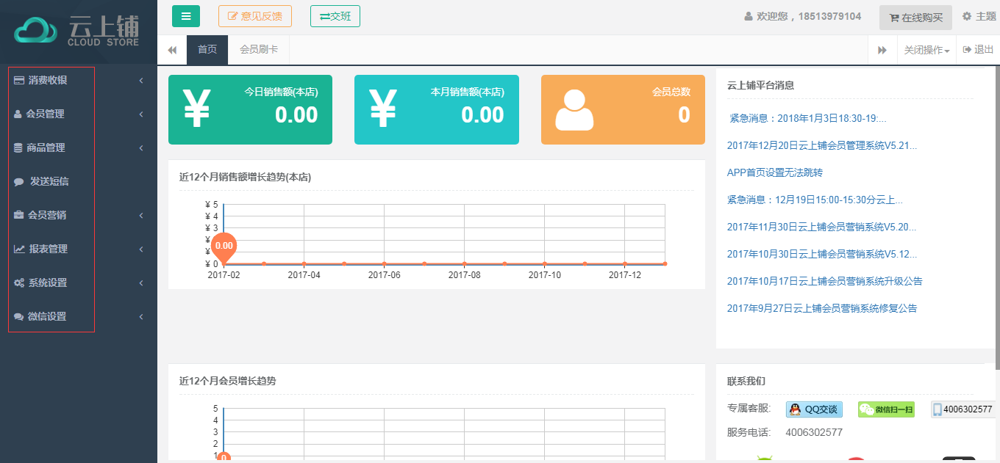 云上铺
CLOUD STORE
意见反馈
交班
欢迎您，18513979104
在线购买
主题
首页
会员刷卡
关闭操作
退出
消费收银
会员管理
商品管理
发送短信
会员营销
报表管理
系统设置
微信设置
今日销售额(本店)
¥
0.00
本月销售额(本店)
¥
0.00
会员总数
0
近12个月销售额增长趋势(本店)
¥ 5
¥ 4
¥ 3
¥
¥
¥ 0
0.00
2017-02 2017-04 2017-06 2017-08 2017-10 2017-12
云上铺平台消息
紧急消息：2018年1月3日18:30-19:...
2017年12月20日云上铺会员管理系统V5.21...
APP首页设置无法跳转
紧急消息：12月19日15:00-15:30分云上...
2017年11月30日云上铺会员营销系统V5.20...
2017年10月30日云上铺会员营销系统V5.12...
2017年10月17日云上铺会员营销系统升级公告
2017年9月27日云上铺会员营销系统修复公告
近12个月会员增长趋势
5
4
3
2
1
0
联系我们
专属客服: QQ交谈 微信扫一扫 4006302577
服务电话: 4006302577